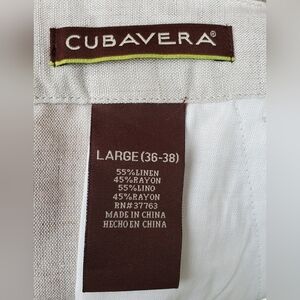 CUBAVERA®
LARGE (36-38)
55%LINEN
45%RAYON
55%LINO
45%RAYON
RN#37763
MADE IN CHINA
HECHO EN CHINA